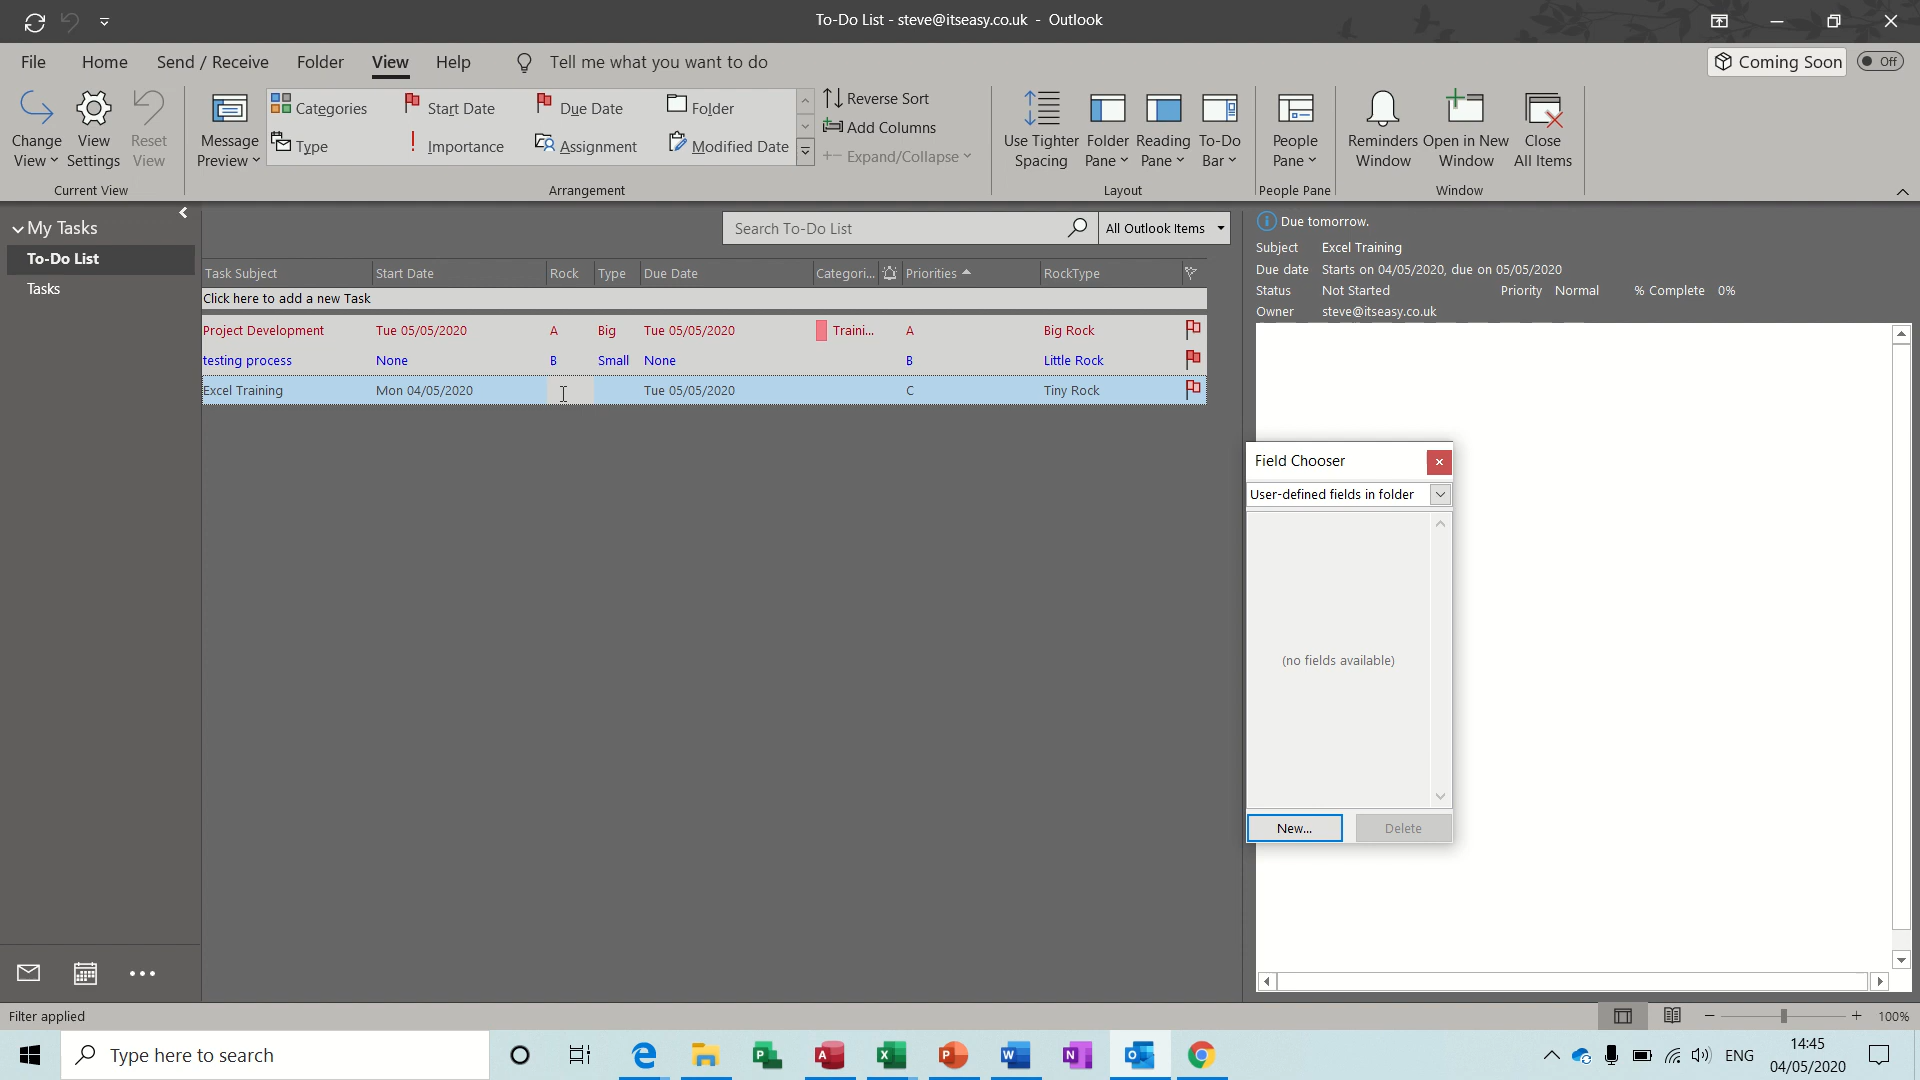 To-Do List - steve@itseasy.co.uk - Outlook
File Home Send / Receive Folder View Help Tell me what you want to do Coming Soon Off
Change View View Settings Reset View
Current View
Message Preview
Categories Start Date Due Date Folder
Type Importance Assignment Modified Date
Reverse Sort
Add Columns
Expand/Collapse
Arrangement
Use Tighter Spacing Folder Pane Reading Pane To-Do Bar
Layout
People Pane
People Pane
Reminders Window Open in New Window Close All Items
Window
My Tasks
To-Do List
Tasks
Search To-Do List All Outlook Items
Task Subject Start Date Rock Type Due Date Categori... Priorities RockType
Click here to add a new Task
Project Development Tue 05/05/2020 A Big Tue 05/05/2020 Traini... A Big Rock
testing process None B Small None B Little Rock
Excel Training Mon 04/05/2020 Tue 05/05/2020 C Tiny Rock
Due tomorrow.
Subject Excel Training
Due date Starts on 04/05/2020, due on 05/05/2020
Status Not Started Priority Normal % Complete 0%
Owner steve@itseasy.co.uk
Field Chooser
User-defined fields in folder
(no fields available)
New... Delete
Filter applied
100%
Type here to search
ENG
14:45
04/05/2020